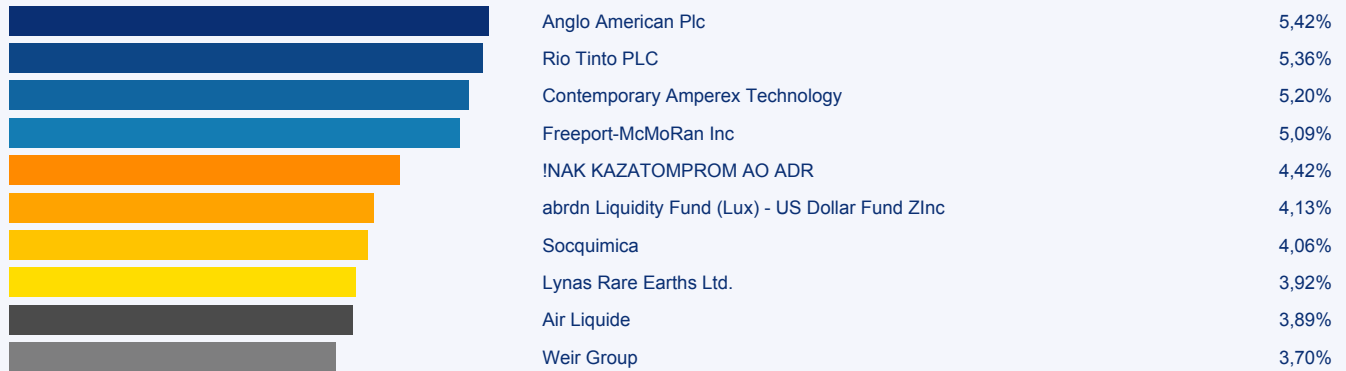 Anglo American Plc 5,42%
Rio Tinto PLC 5,36%
Contemporary Amperex Technology 5,20%
Freeport-McMoRan Inc 5,09%
!NAK KAZATOMPROM AO ADR 4,42%
abrdn Liquidity Fund (Lux) - US Dollar Fund ZInc 4,13%
Socquimica 4,06%
Lynas Rare Earths Ltd. 3,92%
Air Liquide 3,89%
Weir Group 3,70%